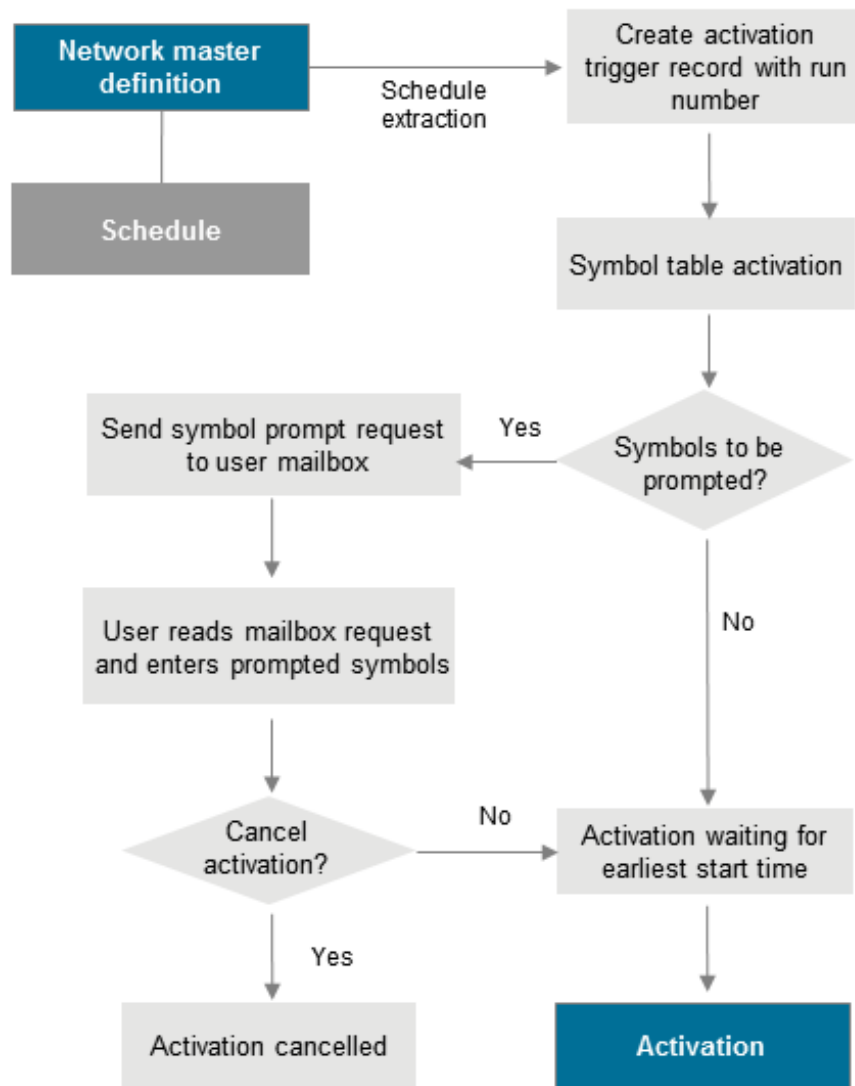 Network master
definition
Schedule
extraction
Create activation
trigger record with run
number
Schedule
Symbol table activation
Send symbol prompt request
to user mailbox
Yes
Symbols to be
prompted?
User reads mailbox request
and enters prompted symbols
No
Cancel
activation?
No
Activation waiting for
earliest start time
Yes
Activation cancelled
Activation